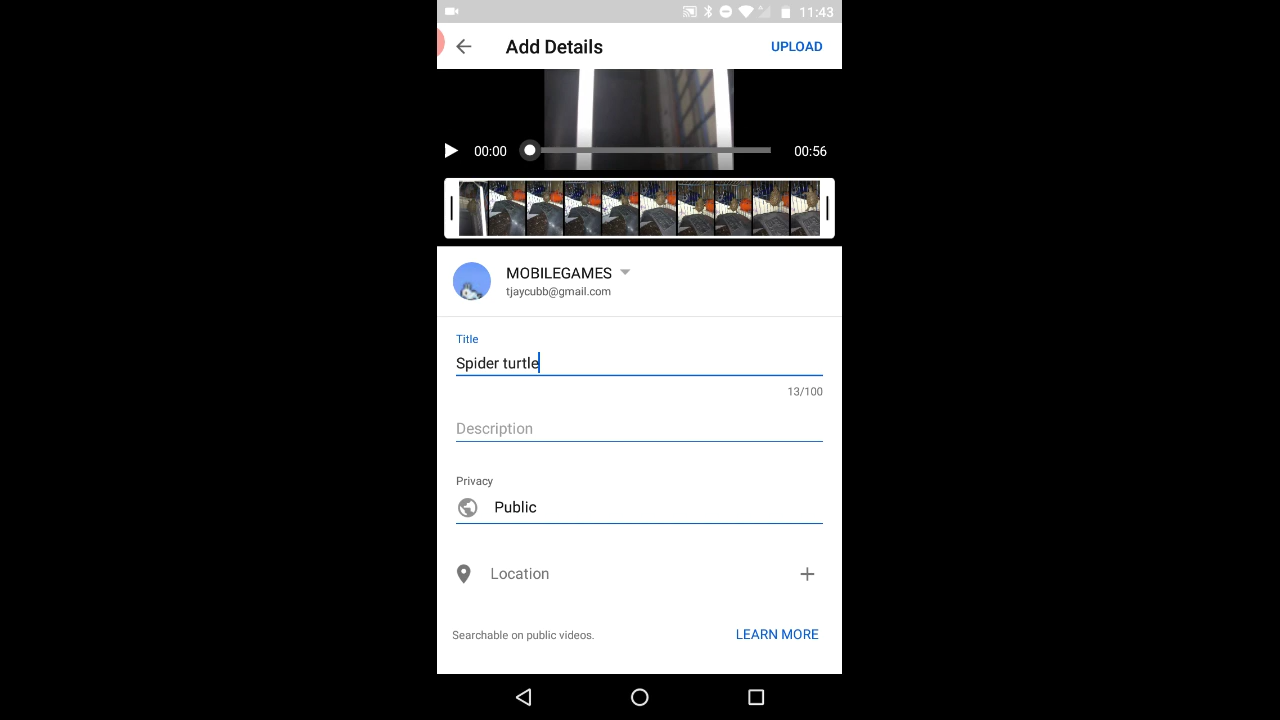 11:43
Add Details
UPLOAD
00:00
00:56
MOBILEGAMES
tjaycubb@gmail.com
Title
Spider turtle
13/100
Description
Privacy
Public
Location
Searchable on public videos.
LEARN MORE